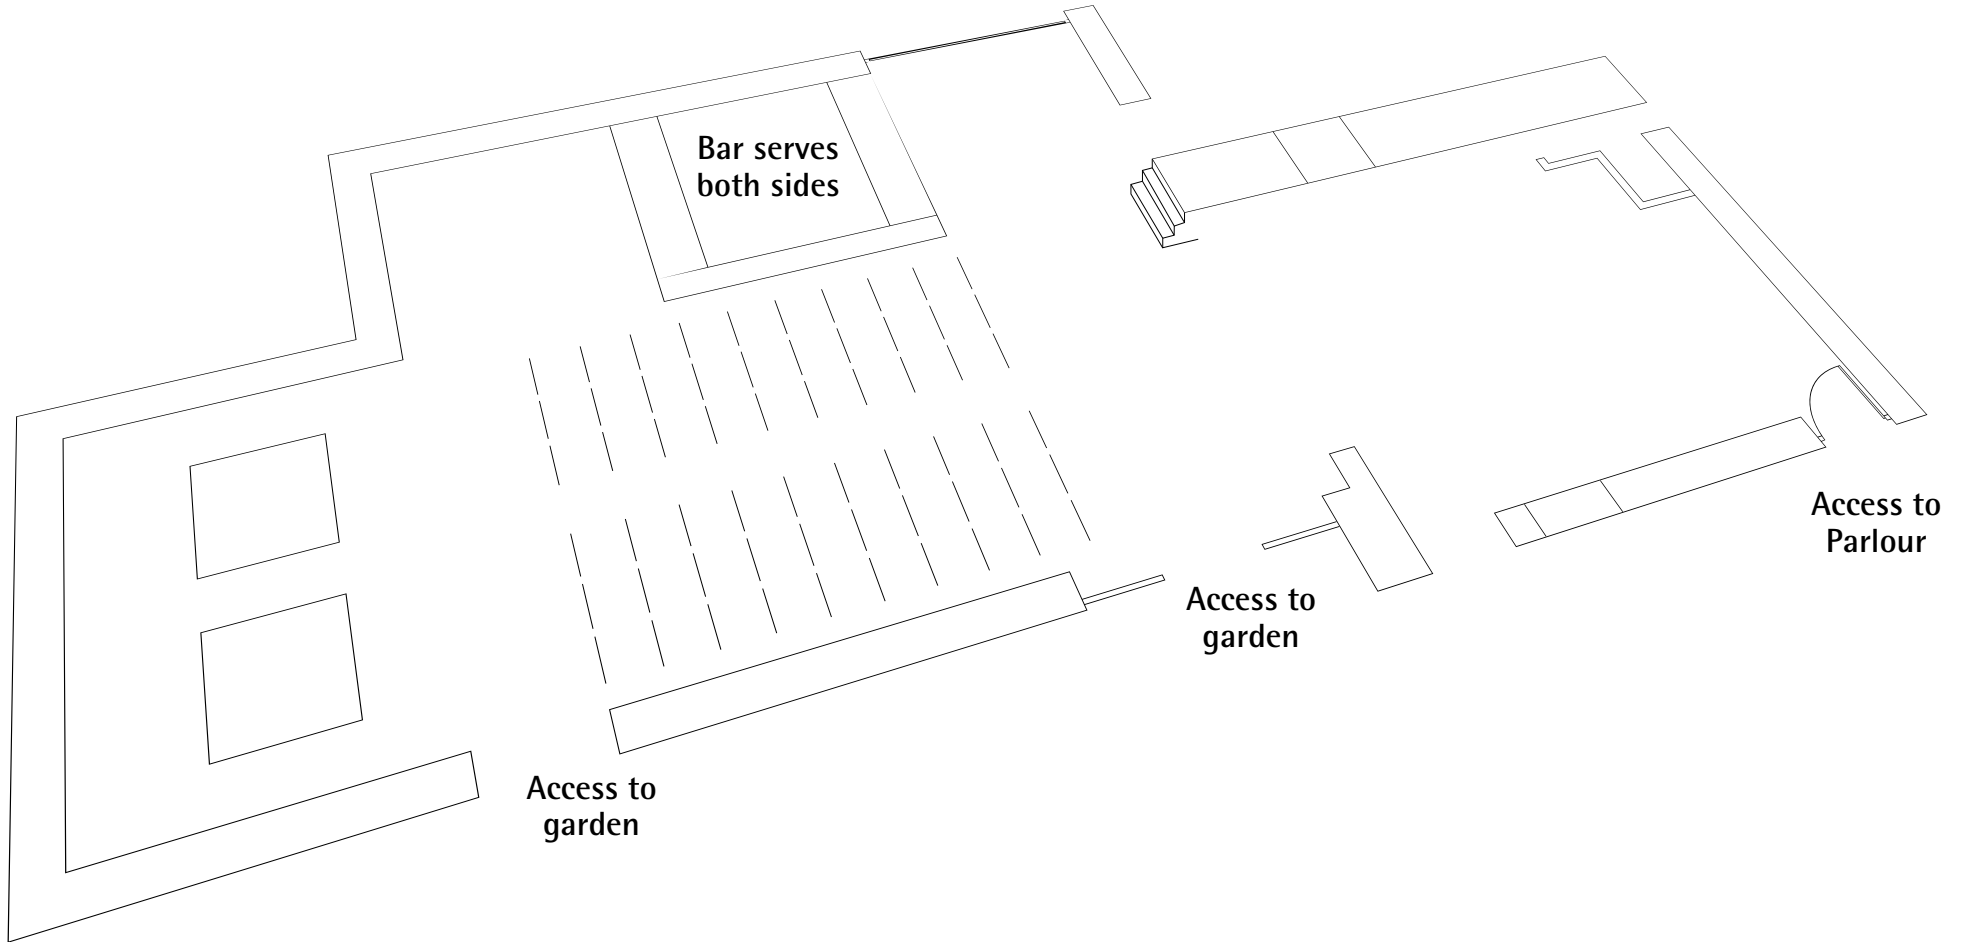 Bar serves
both sides
Access to
Parlour
Access to
garden
Access to
garden